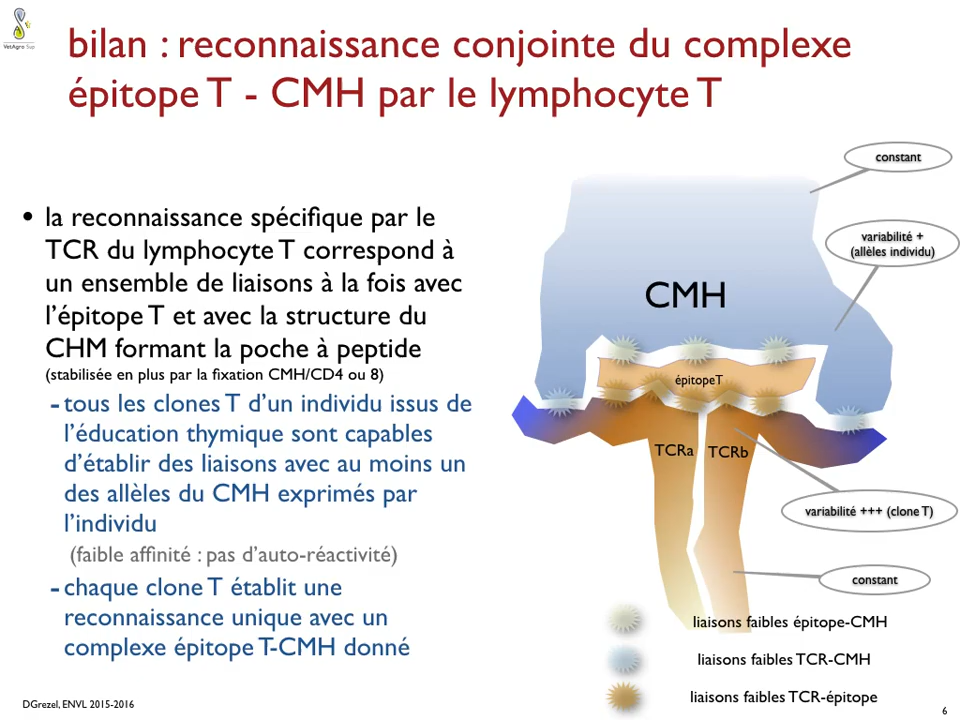 VetAgro Sup
bilan : reconnaissance conjointe du complexe
épitope T - CMH par le lymphocyte T
• la reconnaissance spécifique par le
TCR du lymphocyte T correspond à
un ensemble de liaisons à la fois avec
l’épitope T et avec la structure du
CHM formant la poche à peptide
(stabilisée en plus par la fixation CMH/CD4 ou 8)
- tous les clones T d’un individu issus de
l’éducation thymique sont capables
d’établir des liaisons avec au moins un
des allèles du CMH exprimés par
l’individu
(faible affinité : pas d’auto-réactivité)
- chaque clone T établit une
reconnaissance unique avec un
complexe épitope T-CMH donné
constant
variabilité +
(allèles individu)
CMH
épitope T
TCRa
TCRb
variabilité +++ (clone T)
constant
liaisons faibles épitope-CMH
liaisons faibles TCR-CMH
liaisons faibles TCR-épitope
DGrezel, ENVL 2015-2016
6